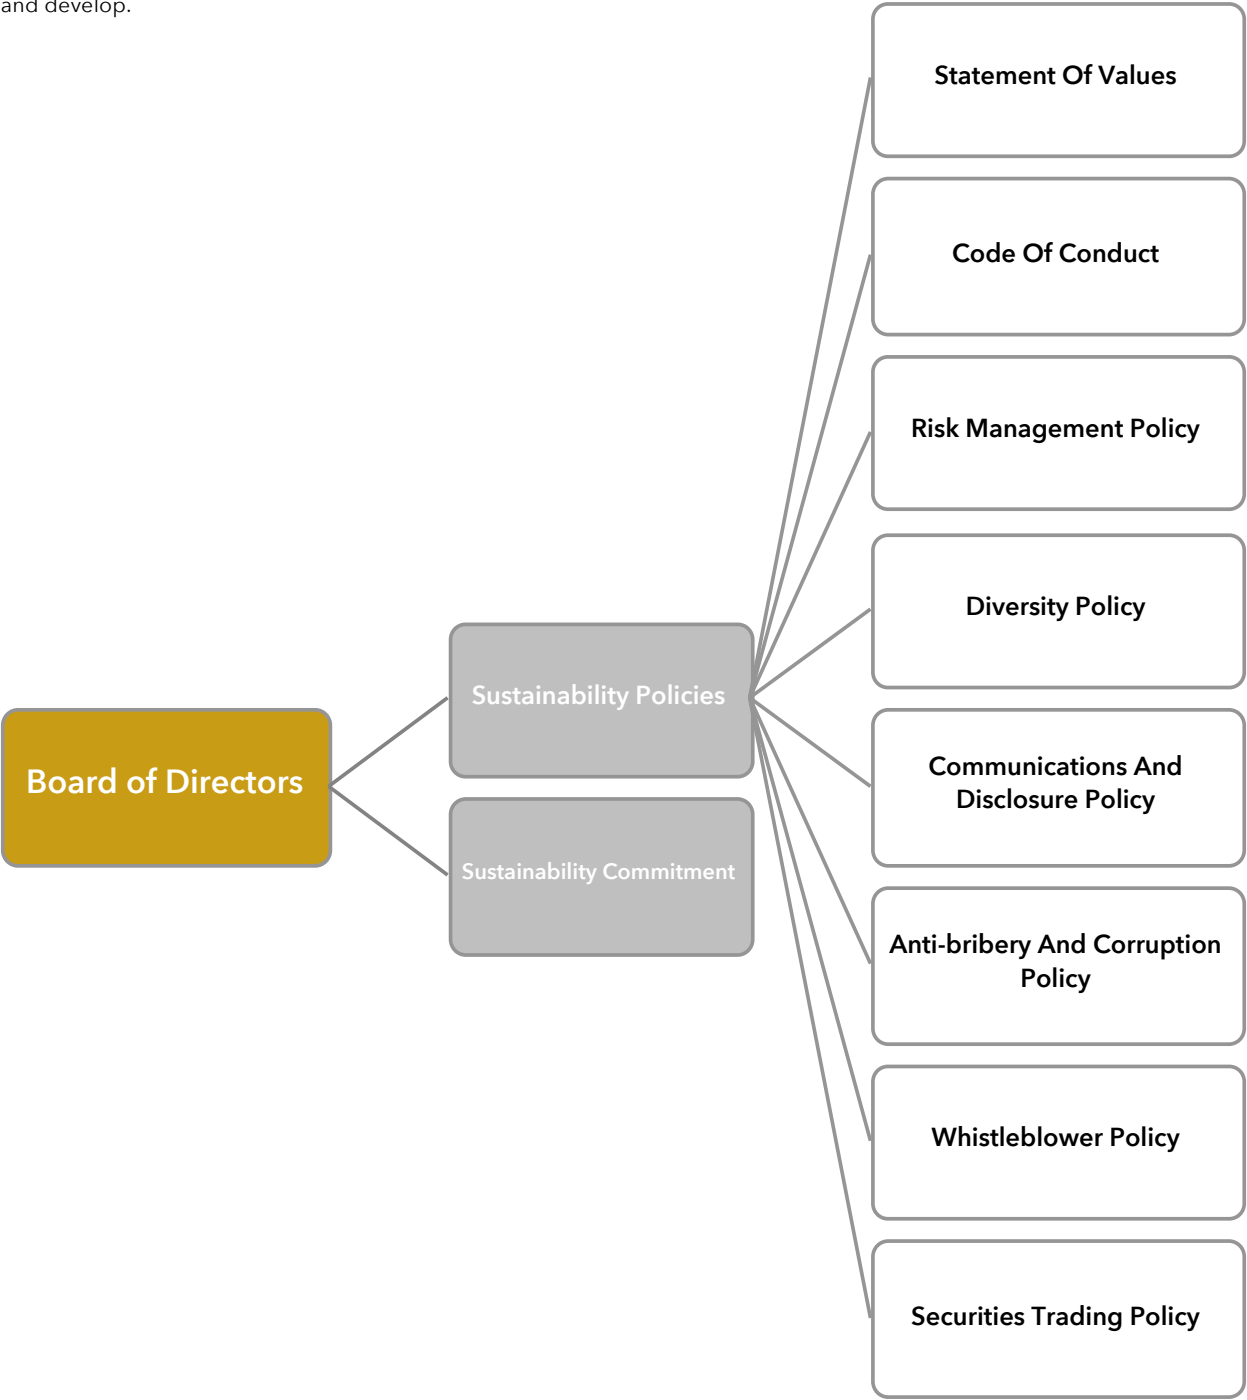 and develop.
Statement Of Values
Code Of Conduct
Risk Management Policy
Diversity Policy
Sustainability Policies
Board of Directors
Communications And
Disclosure Policy
Sustainability Commitment
Anti-bribery And Corruption
Policy
Whistleblower Policy
Securities Trading Policy